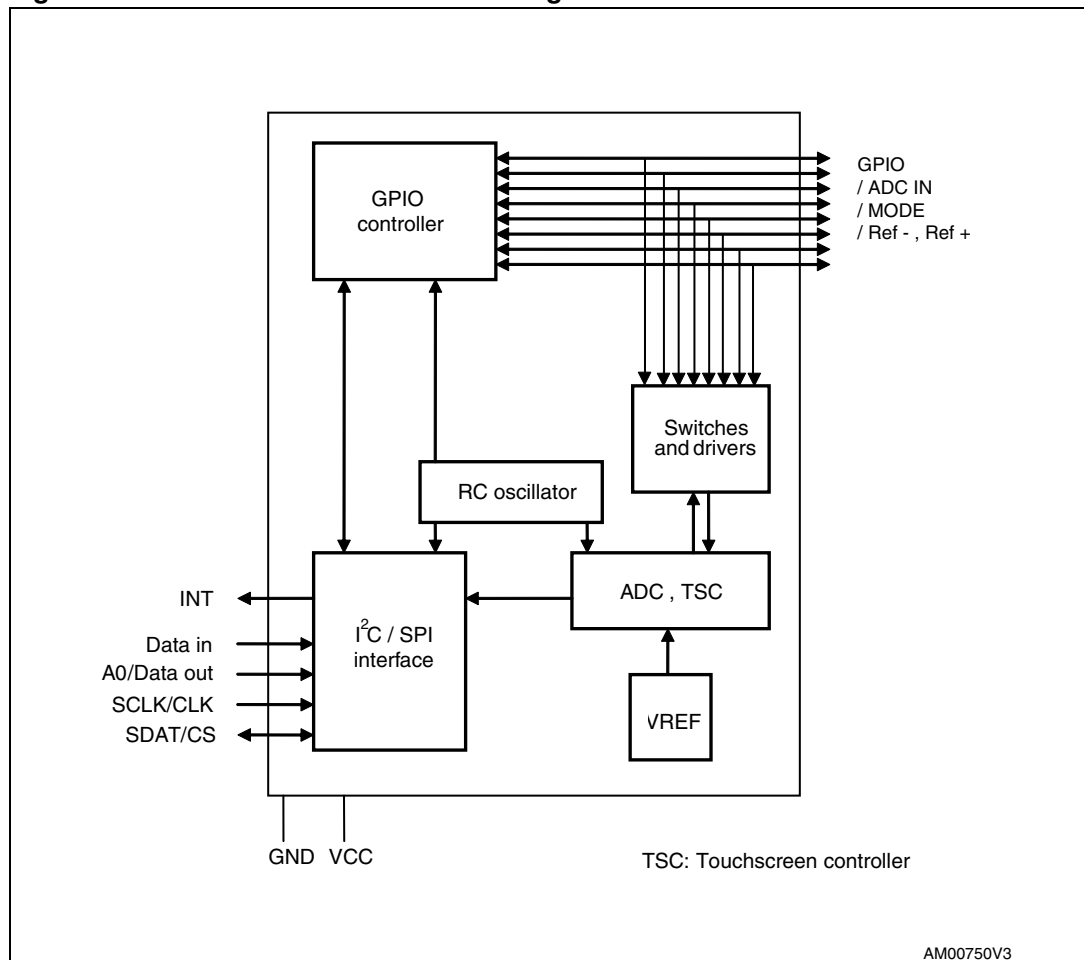 GPIO
controller
GPIO
/ ADC IN
/ MODE
/ Ref - , Ref +
Switches
and drivers
RC oscillator
ADC , TSC
I²C / SPI
interface
VREF
INT
Data in
A0/Data out
SCLK/CLK
SDAT/CS
GND VCC
TSC: Touchscreen controller
AM00750V3